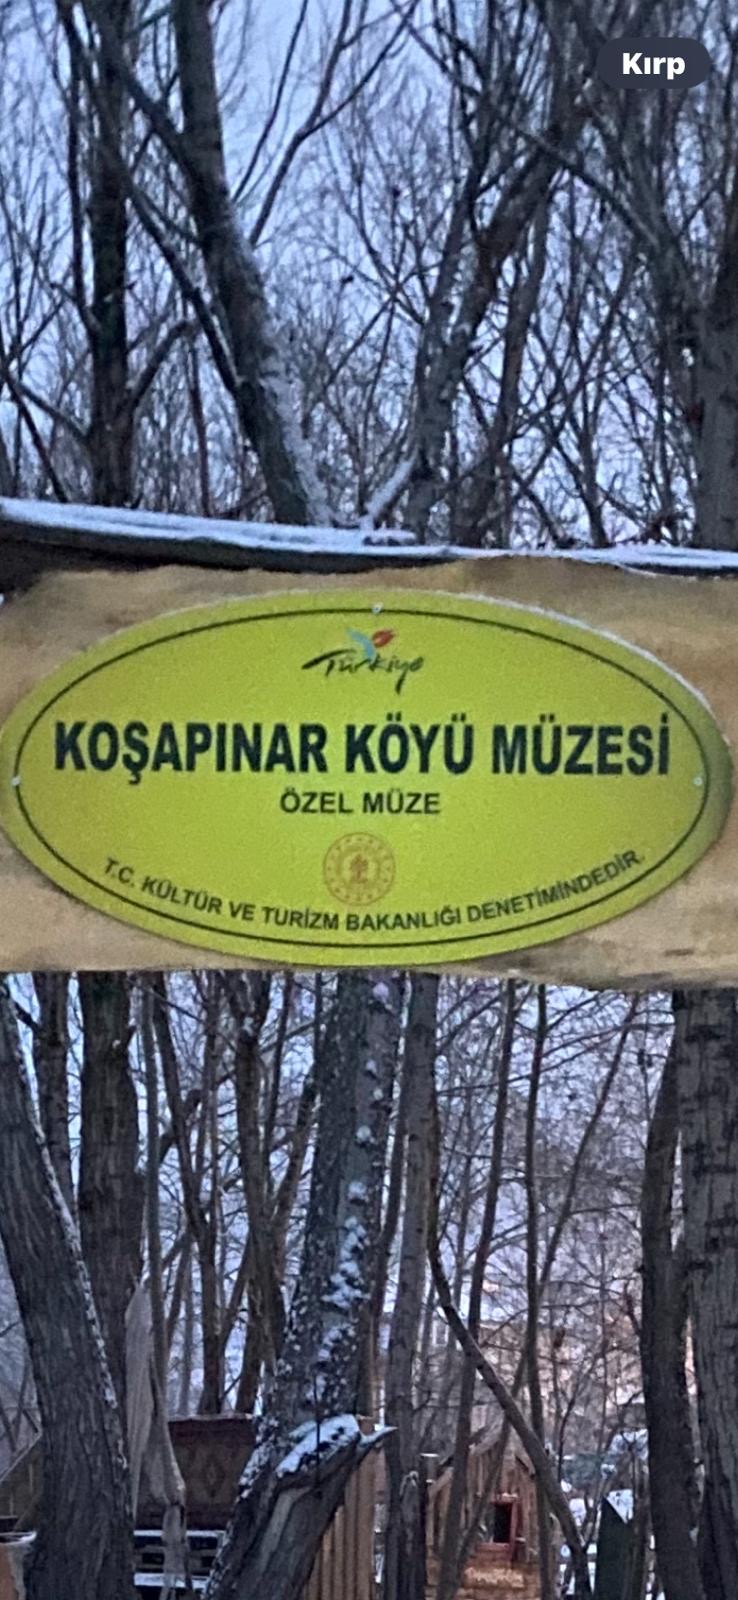 Kırp
Türkiye
KOŞAPINAR KÖYÜ MÜZESİ
ÖZEL MÜZE
T.C. KÜLTÜR VE TURİZM BAKANLIĞI DENETİMİNDEDİR.